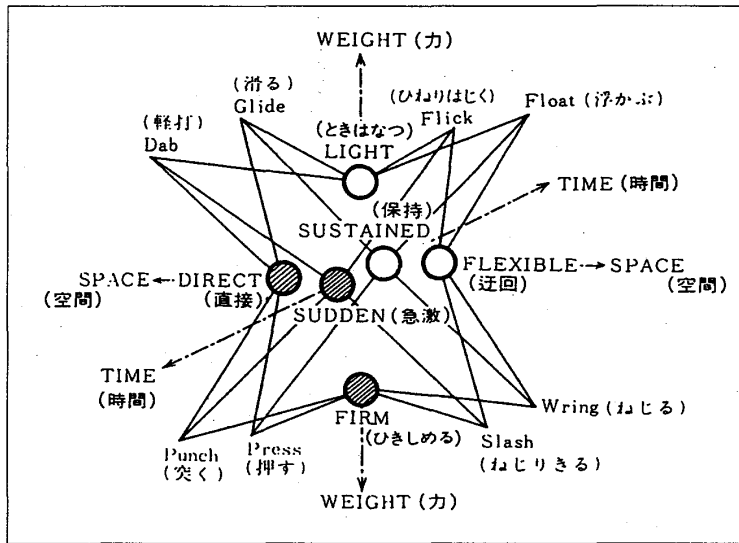 WEIGHT (力)
(滑る)
Glide
(ひねりはじく)
Flick
Float (浮かぶ)
(軽打)
Dab
(ときはなつ)
LIGHT
TIME (時間)
(保持)
SUSTAINED
SPACE
(空間)
DIRECT
(直接)
SUDDEN (急激)
FLEXIBLE
(迂回)
SPACE
(空間)
TIME
(時間)
FIRM
(ひきしめる)
Wring (ねじる)
Punch
(突く)
Press
(押す)
Slash
(ねじりきる)
WEIGHT (力)